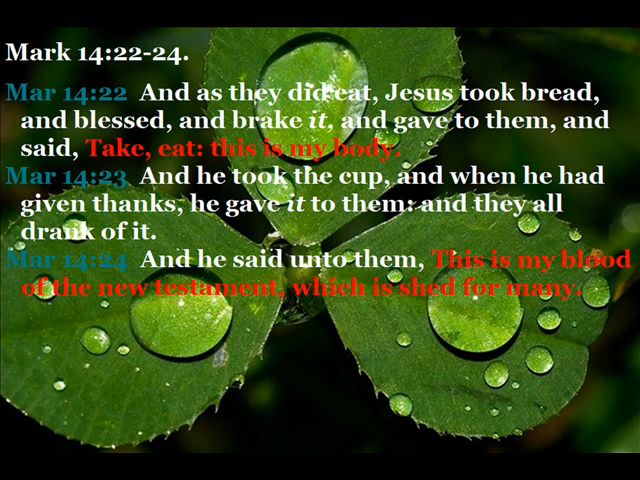 Mark 14:22-24.
Mar 14:22 And as they did eat, Jesus took bread,
and blessed, and brake it, and gave to them, and
said, Take, eat: this is my body.
Mar 14:23 And he took the cup, and when he had
given thanks, he gave it to them: and they all
drank of it.
Mar 14:24 And he said unto them, This is my blood
of the new testament, which is shed for many.